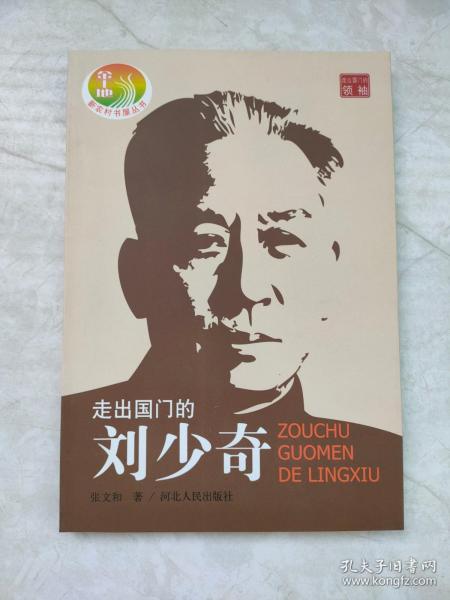 金地
新农村书屋丛书
走出国门的
领袖
走出国门的
刘少奇
ZOUCHU
GUOMEN
DE LINGXIU
张文和 著 / 河北人民出版社
孔夫子旧书网
www.kongfz.com